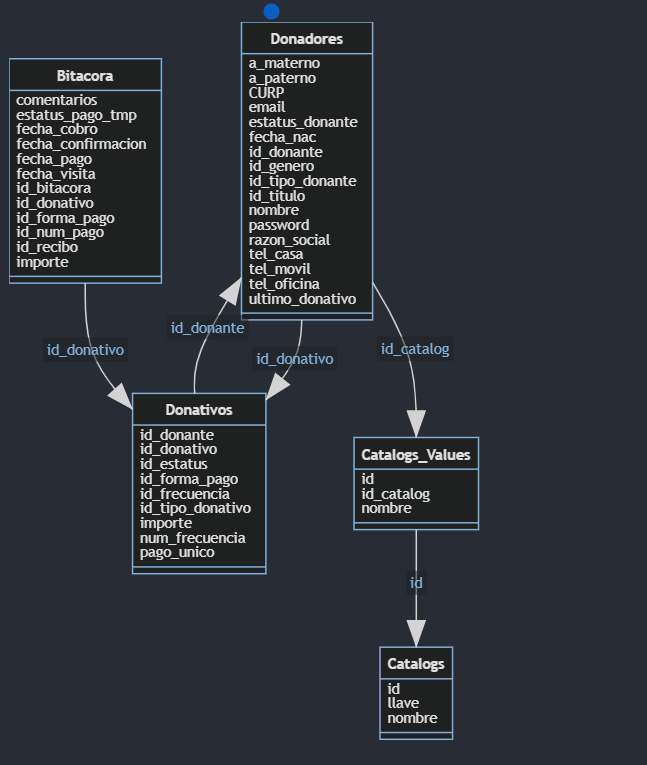 Donadores
a_materno
a_paterno
CURP
email
estatus_donante
fecha_nac
id_donante
id_genero
id_tipo_donante
id_titulo
nombre
password
razon_social
tel_casa
tel_movil
tel_oficina
ultimo_donativo
Bitacora
comentarios
estatus_pago_tmp
fecha_cobro
fecha_confirmacion
fecha_pago
fecha_visita
id_bitacora
id_donativo
id_forma_pago
id_num_pago
id_recibo
importe
id_donante
id_donativo
id_donativo
id_catalog
Donativos
id_donante
id_donativo
id_estatus
id_forma_pago
id_frecuencia
id_tipo_donativo
importe
num_frecuencia
pago_unico
Catalogs_Values
id
id_catalog
nombre
id
Catalogs
id
llave
nombre